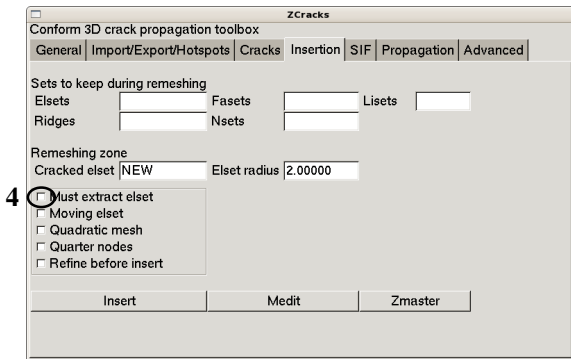 ZCracks
Conform 3D crack propagation toolbox
General Import/Export/Hotspots Cracks Insertion SIF Propagation Advanced
Sets to keep during remeshing
Elsets Fasets Lisets
Ridges Nsets
Remeshing zone
Cracked elset NEW Elset radius 2.00000
4 Must extract elset
Moving elset
Quadratic mesh
Quarter nodes
Refine before insert
Insert Medit Zmaster